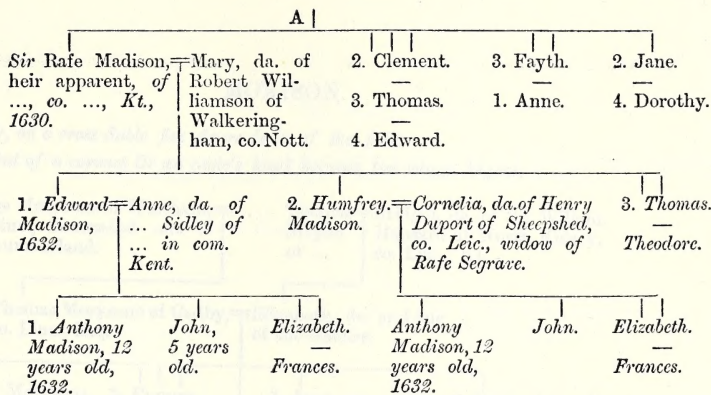 A
Sir Rafe Madison,
heir apparent, of
..., co. ..., Kt.,
1630.
Mary, da. of
Robert Wil-
liamson of
Walkering-
ham, co. Nott.
2. Clement.
—
3. Thomas.
—
4. Edward.
3. Fayth.
—
1. Anne.
2. Jane.
—
4. Dorothy.
1. Edward
Madison,
1632.
Anne, da. of
... Sidley of
... in com.
Kent.
2. Humfrey.
Madison.
Cornelia, da. of Henry
Duport of Sheepshed,
co. Leic., widow of
Rafe Segrave.
3. Thomas.
—
Theodore.
1. Anthony
Madison, 12
years old,
1632.
John,
5 years
old.
Elizabeth.
—
Frances.
Anthony
Madison, 12
years old,
1632.
John.
Elizabeth.
—
Frances.